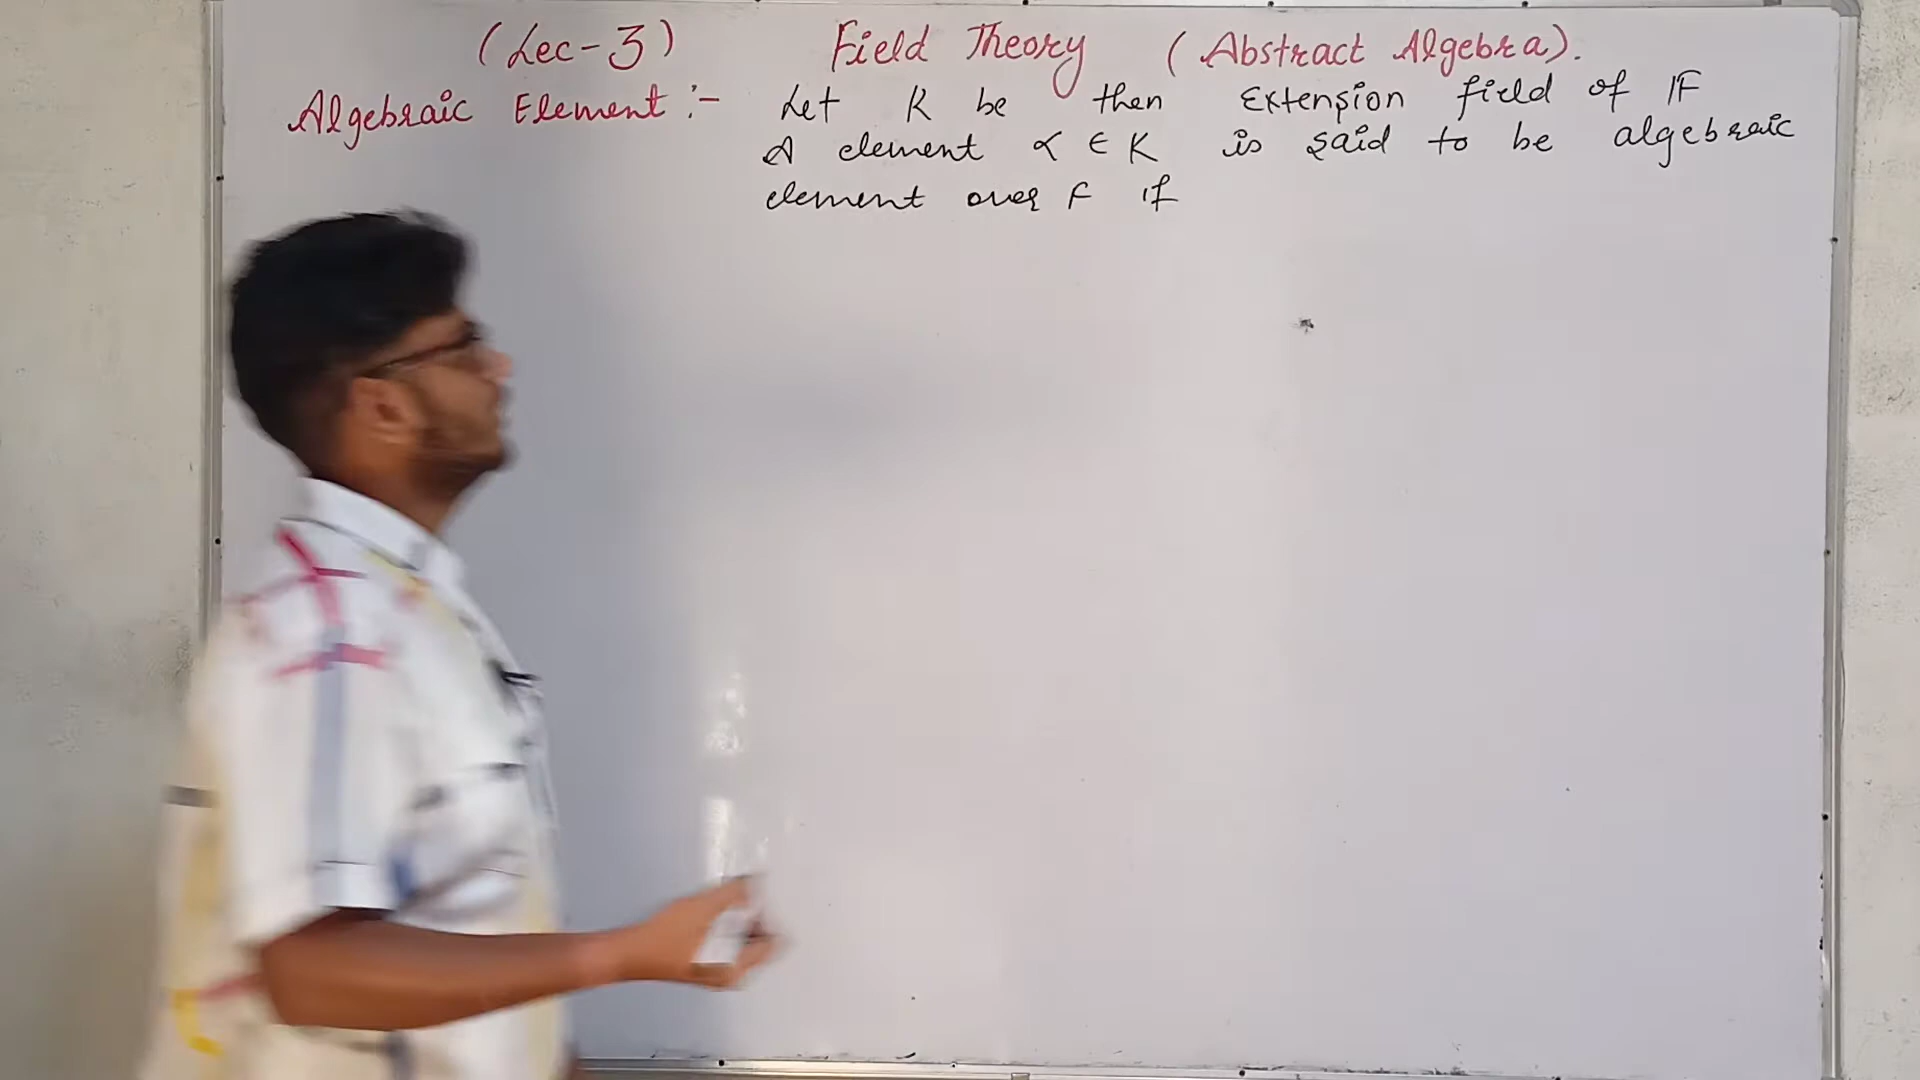 (Lec-3) Field Theory (Abstract Algebra).
Algebraic Element :- Let K be then Extension field of F
A element α ∈ K is said to be algebraic
element over F if